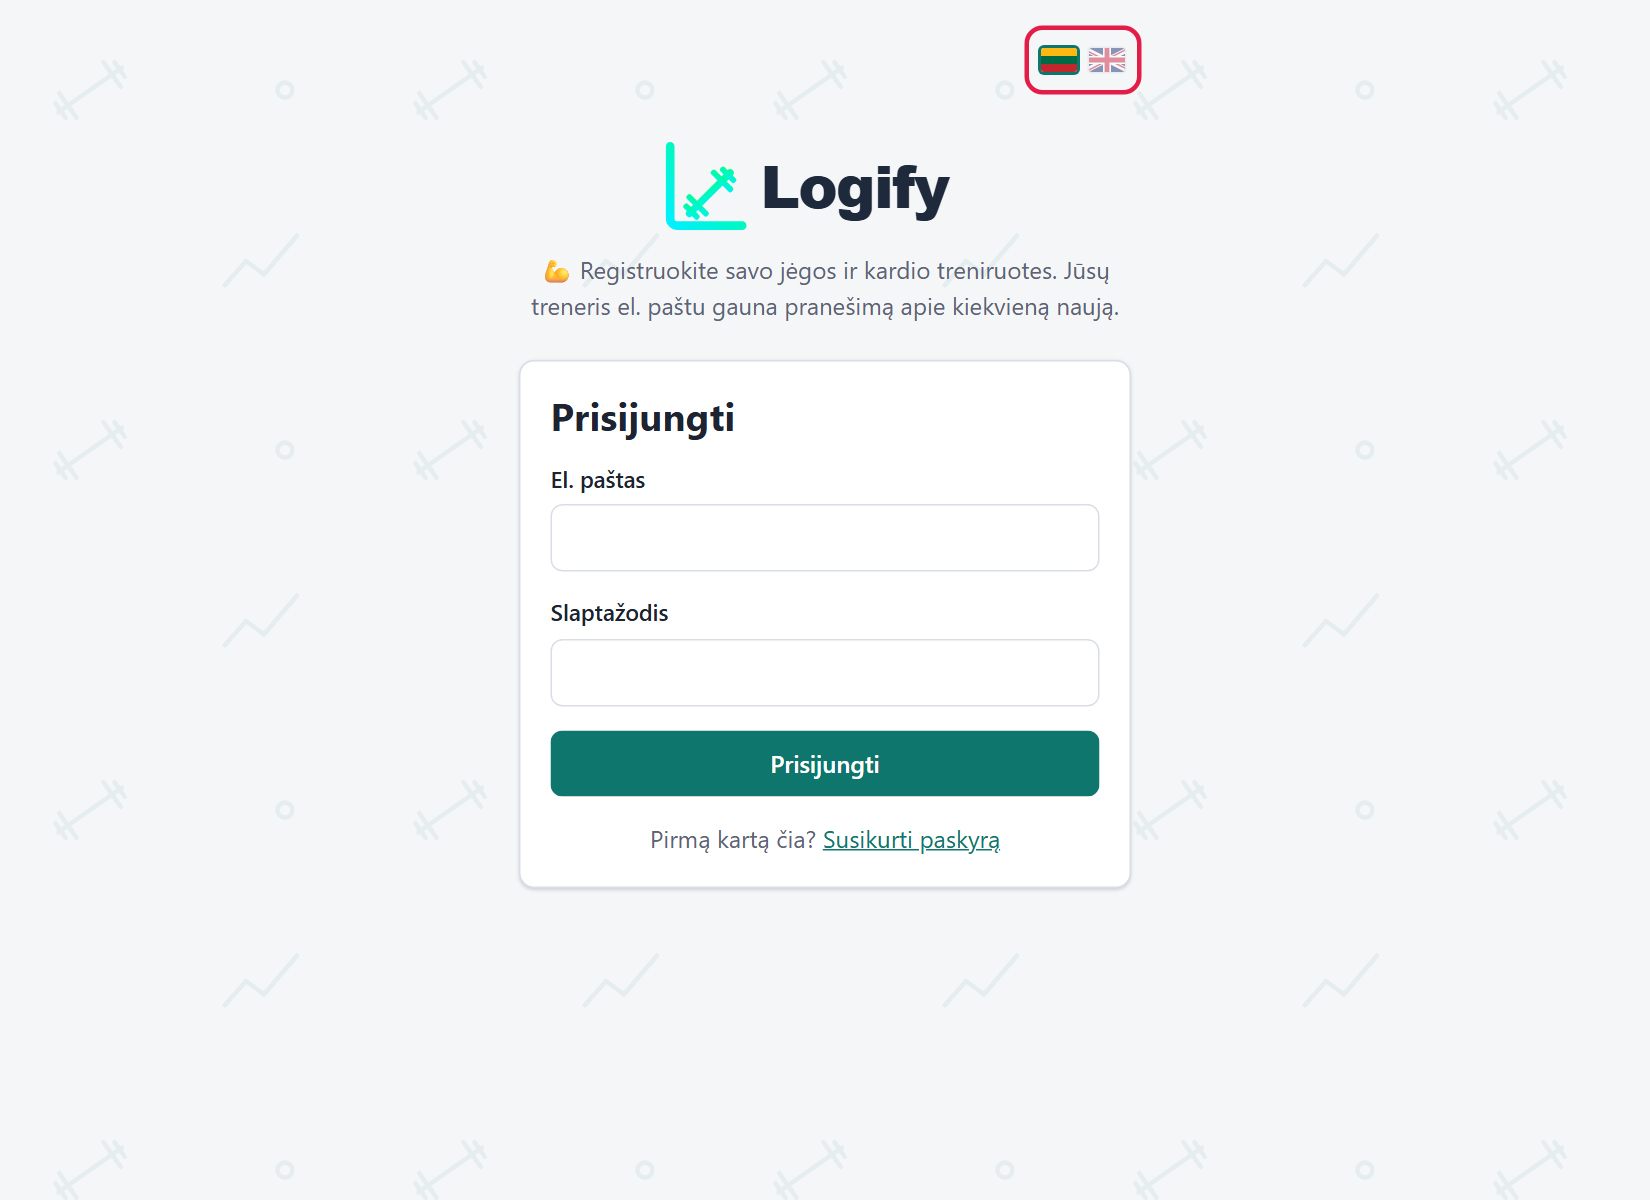 Logify
💪 Registruokite savo jėgos ir kardio treniruotes. Jūsų
treneris el. paštu gauna pranešimą apie kiekvieną naują.
Prisijungti
El. paštas
Slaptažodis
Prisijungti
Pirmą kartą čia? Susikurti paskyrą